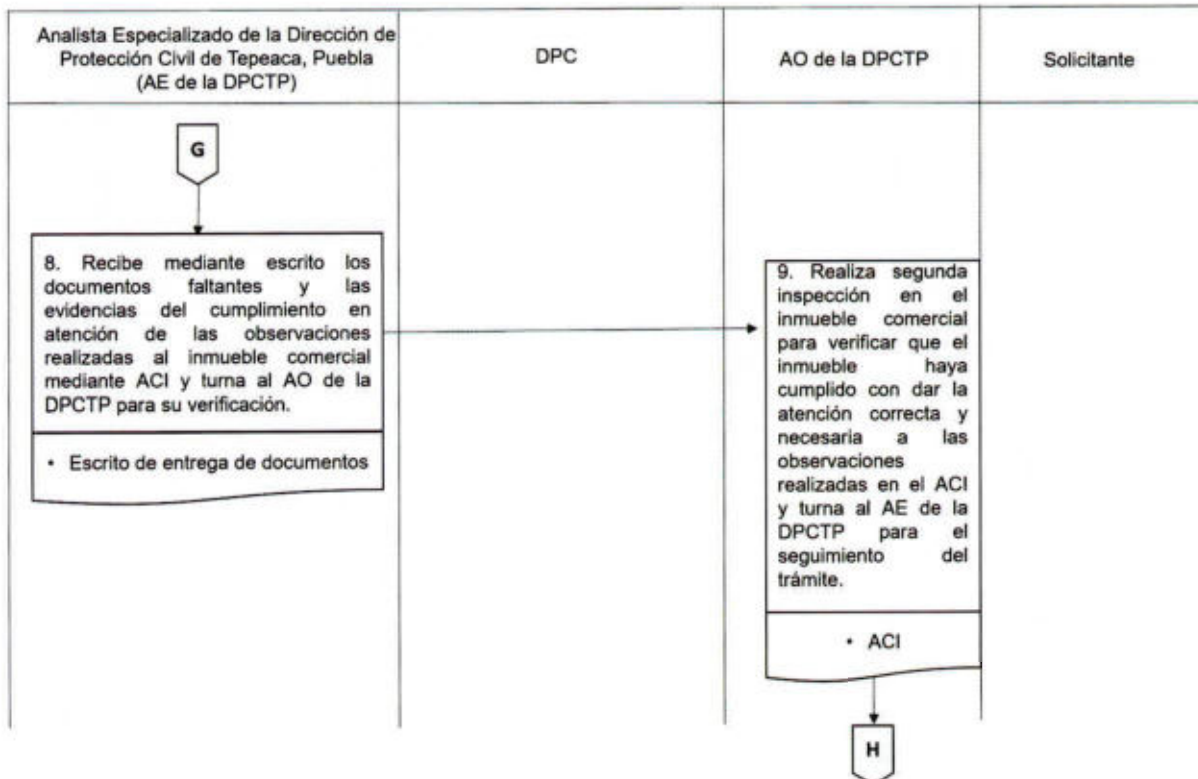 Analista Especializado de la Dirección de
Protección Civil de Tepeaca, Puebla
(AE de la DPCTP)
DPC
AO de la DPCTP
Solicitante
G
8. Recibe mediante escrito los
documentos faltantes y las
evidencias del cumplimiento en
atención de las observaciones
realizadas al inmueble comercial
mediante ACI y turna al AO de la
DPCTP para su verificación.
• Escrito de entrega de documentos
9. Realiza segunda
inspección en el
inmueble comercial
para verificar que el
inmueble haya
cumplido con dar la
atención correcta y
necesaria a las
observaciones
realizadas en el ACI
y turna al AE de la
DPCTP para el
seguimiento del
trámite.
• ACI
H